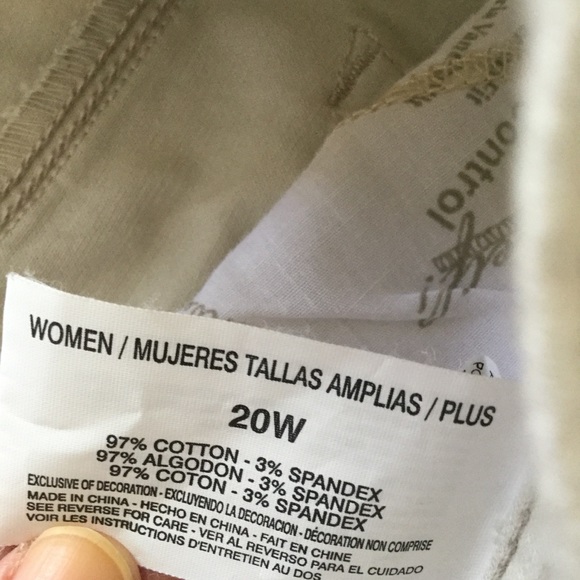 WOMEN / MUJERES TALLAS AMPLIAS / PLUS
20W
97% COTTON - 3% SPANDEX
97% ALGODON - 3% SPANDEX
97% COTON - 3% SPANDEX
EXCLUSIVE OF DECORATION - EXCLUYENDO LA DECORACION - DÉCORATION NON COMPRISE
MADE IN CHINA - HECHO EN CHINA - FAIT EN CHINE
SEE REVERSE FOR CARE - VER AL REVERSO PARA EL CUIDADO
VOIR LES INSTRUCTIONS D'ENTRETIEN AU DOS
Fit
Control